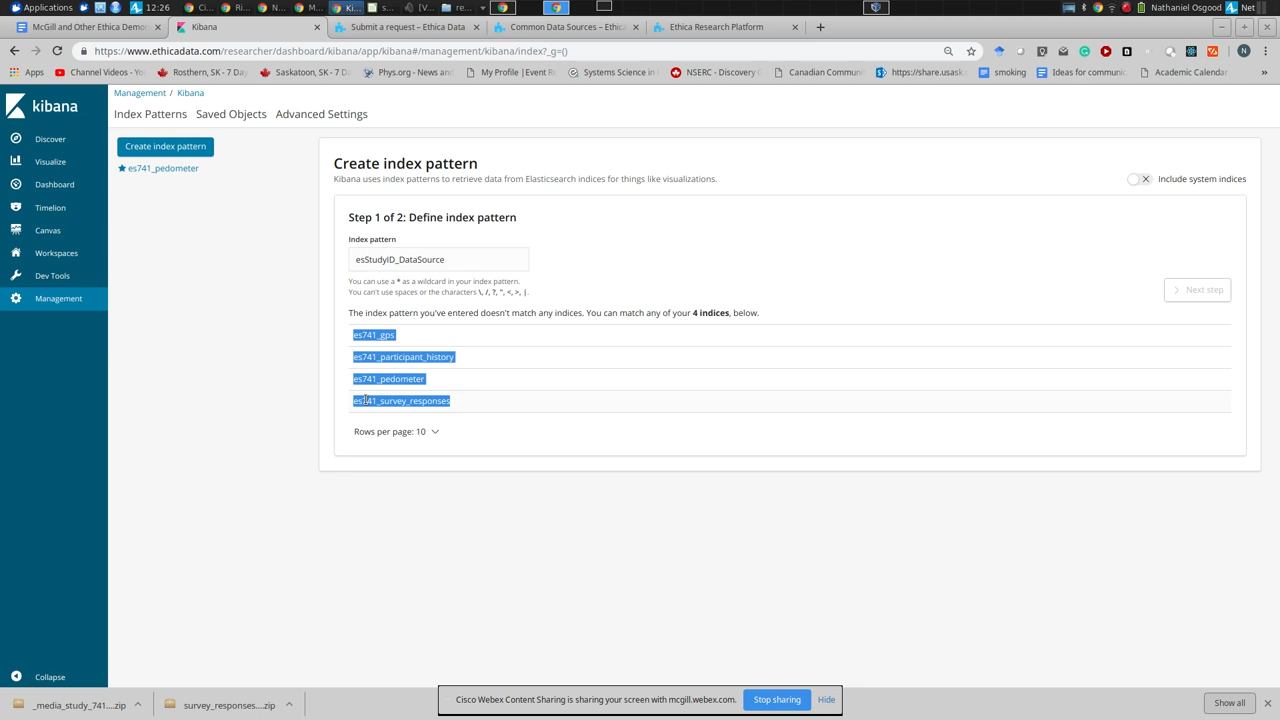 Applications
12:26
Ch
Ri
Ne
M
Ki
sy
D
re...
Nathaniel Osgood
Net
McGill and Other Ethica Demon
Kibana
Submit a request – Ethica Data
Common Data Sources – Ethica
Ethica Research Platform
https://www.ethicadata.com/researcher/dashboard/kibana/app/kibana#/management/kibana/index?_g=()
Apps
Channel Videos - Yo
Rosthern, SK - 7 Day
Saskatoon, SK - 7 D
Phys.org - News an
My Profile | Event R
Systems Science in
NSERC - Discovery
Canadian Commun
https://share.usask.
smoking
Ideas for communic
Academic Calendar
»
kibana
Management / Kibana
Index Patterns Saved Objects Advanced Settings
Discover
Visualize
Dashboard
Timelion
Canvas
Workspaces
Dev Tools
Management
Collapse
Create index pattern
es741_pedometer
Create index pattern
Kibana uses index patterns to retrieve data from Elasticsearch indices for things like visualizations.
Include system indices
Step 1 of 2: Define index pattern
Index pattern
esStudyID_DataSource
You can use a * as a wildcard in your index pattern.
You can't use spaces or the characters \, /, ?, ", <, >, |.
Next step
The index pattern you've entered doesn't match any indices. You can match any of your 4 indices, below.
es741_gps
es741_participant_history
es741_pedometer
es741_survey_responses
Rows per page: 10
_media_study_741....zip
survey_responses....zip
Cisco Webex Content Sharing is sharing your screen with mcgill.webex.com.
Stop sharing
Hide
Show all